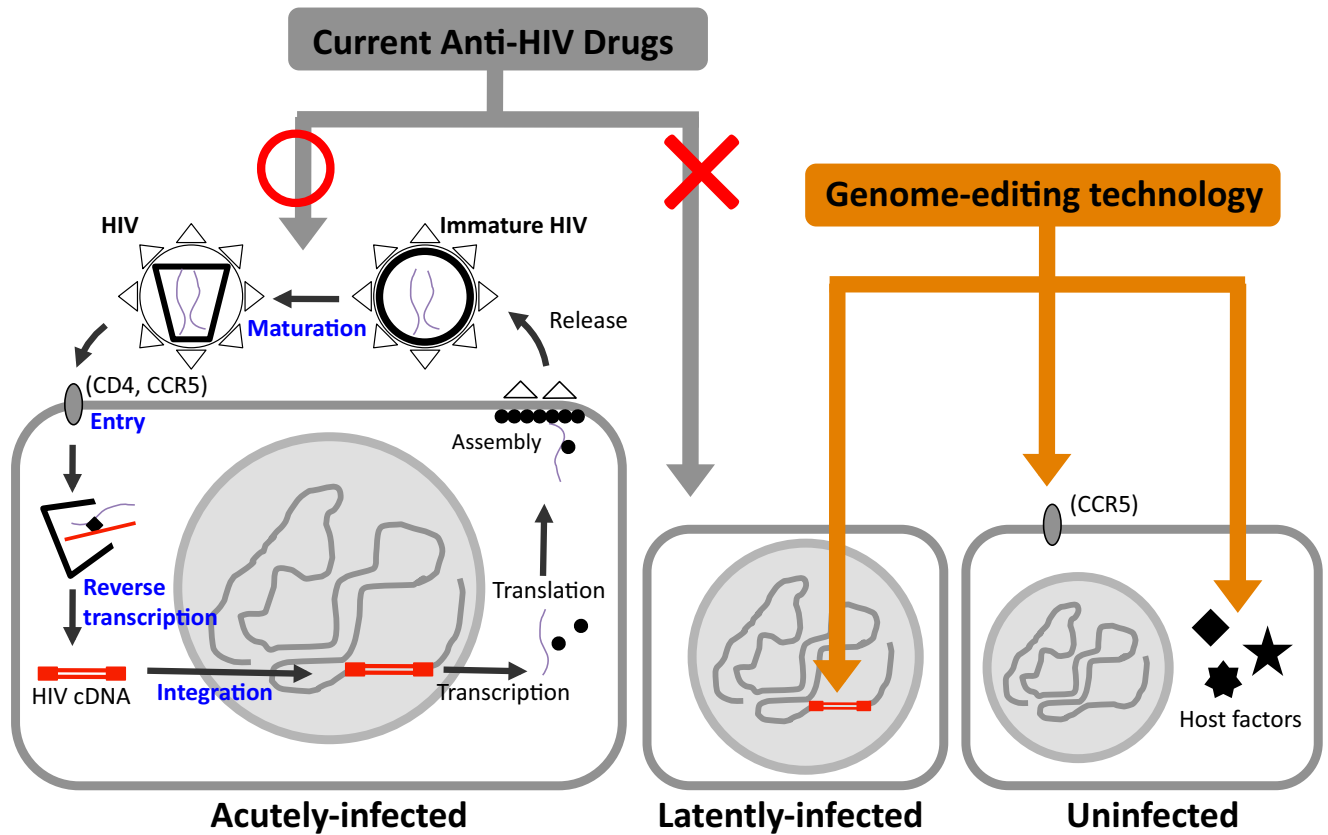 Current Anti-HIV Drugs
Genome-editing technology
HIV
Immature HIV
Maturation
Release
(CD4, CCR5)
Entry
Assembly
(CCR5)
Reverse
transcription
Translation
HIV cDNA
Integration
Transcription
Host factors
Acutely-infected
Latently-infected
Uninfected